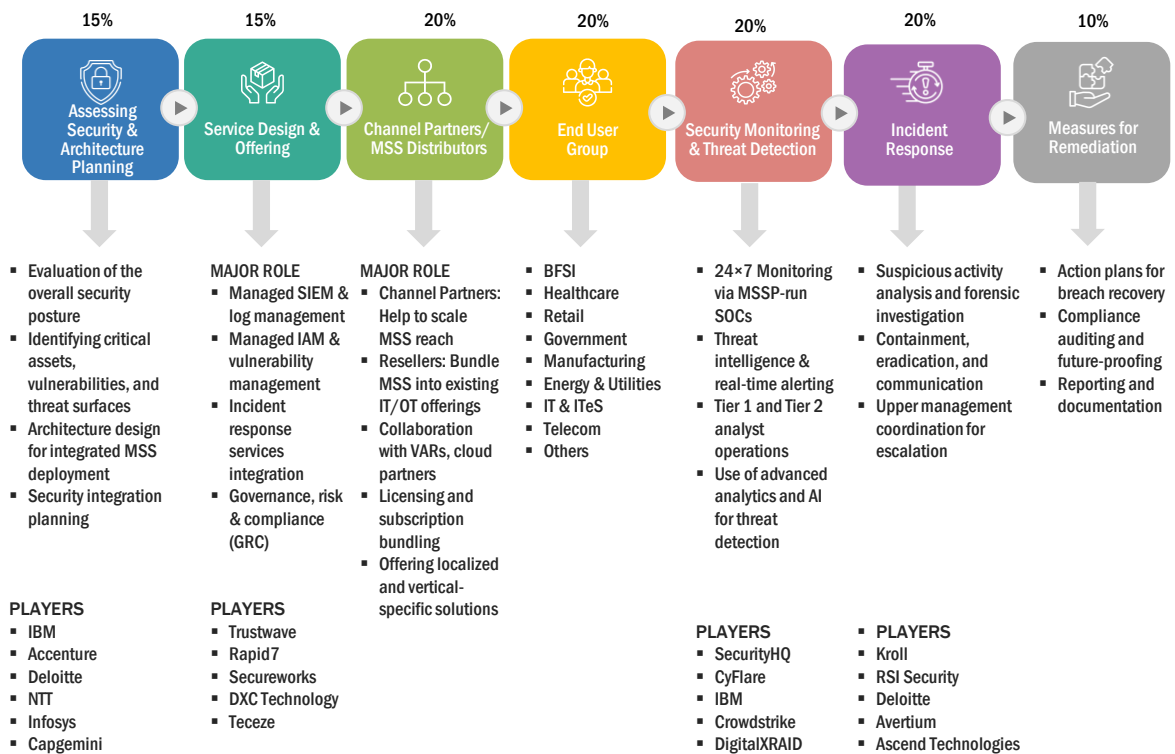 15%
15%
20%
20%
20%
20%
10%
Assessing
Security &
Architecture
Planning
Service Design &
Offering
Channel Partners/
MSS Distributors
End User
Group
Security Monitoring
& Threat Detection
Incident
Response
Measures for
Remediation
▪ Evaluation of the
overall security
posture
▪ Identifying critical
assets,
vulnerabilities, and
threat surfaces
▪ Architecture design
for integrated MSS
deployment
▪ Security integration
planning
MAJOR ROLE
▪ Managed SIEM &
log management
▪ Managed IAM &
vulnerability
management
▪ Incident
response
services
integration
▪ Governance, risk
& compliance
(GRC)
MAJOR ROLE
▪ Channel Partners:
Help to scale
MSS reach
▪ Resellers: Bundle
MSS into existing
IT/OT offerings
▪ Collaboration
with VARs, cloud
partners
▪ Licensing and
subscription
bundling
▪ Offering localized
and vertical-
specific solutions
▪ BFSI
▪ Healthcare
▪ Retail
▪ Government
▪ Manufacturing
▪ Energy & Utilities
▪ IT & ITeS
▪ Telecom
▪ Others
▪ 24×7 Monitoring
via MSSP-run
SOCs
▪ Threat
intelligence &
real-time alerting
▪ Tier 1 and Tier 2
analyst
operations
▪ Use of advanced
analytics and AI
for threat
detection
▪ Suspicious activity
analysis and forensic
investigation
▪ Containment,
eradication, and
communication
▪ Upper management
coordination for
escalation
▪ Action plans for
breach recovery
▪ Compliance
auditing and
future-proofing
▪ Reporting and
documentation
PLAYERS
▪ IBM
▪ Accenture
▪ Deloitte
▪ NTT
▪ Infosys
▪ Capgemini
PLAYERS
▪ Trustwave
▪ Rapid7
▪ Secureworks
▪ DXC Technology
▪ Teceze
PLAYERS
▪ SecurityHQ
▪ CyFlare
▪ IBM
▪ Crowdstrike
▪ DigitalXRAID
▪ PLAYERS
▪ Kroll
▪ RSI Security
▪ Deloitte
▪ Avertium
▪ Ascend Technologies